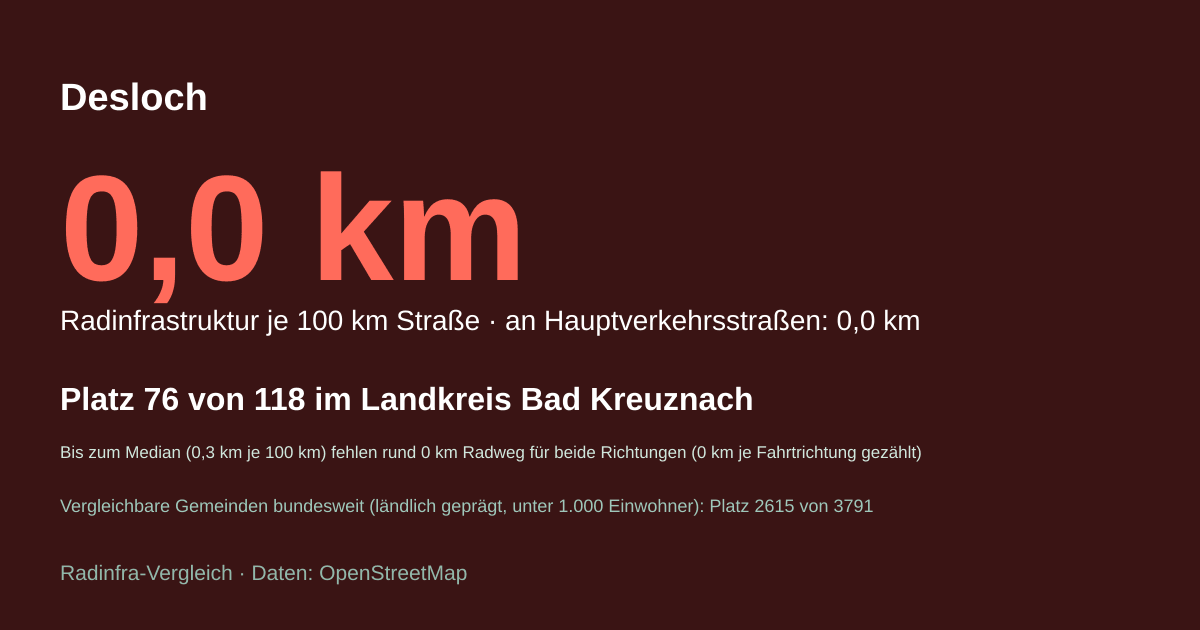 Desloch
0,0 km
Radinfrastruktur je 100 km Straße · an Hauptverkehrsstraßen: 0,0 km
Platz 76 von 118 im Landkreis Bad Kreuznach
Bis zum Median (0,3 km je 100 km) fehlen rund 0 km Radweg für beide Richtungen (0 km je Fahrtrichtung gezählt)
Vergleichbare Gemeinden bundesweit (ländlich geprägt, unter 1.000 Einwohner): Platz 2615 von 3791
Radinfra-Vergleich · Daten: OpenStreetMap